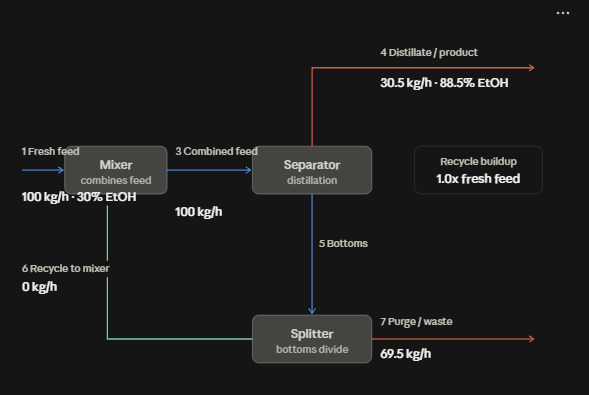 ...
4 Distillate / product
30.5 kg/h · 88.5% EtOH
1 Fresh feed
Mixer
combines feed
100 kg/h · 30% EtOH
3 Combined feed
100 kg/h
Separator
distillation
Recycle buildup
1.0x fresh feed
5 Bottoms
6 Recycle to mixer
0 kg/h
Splitter
bottoms divide
7 Purge / waste
69.5 kg/h